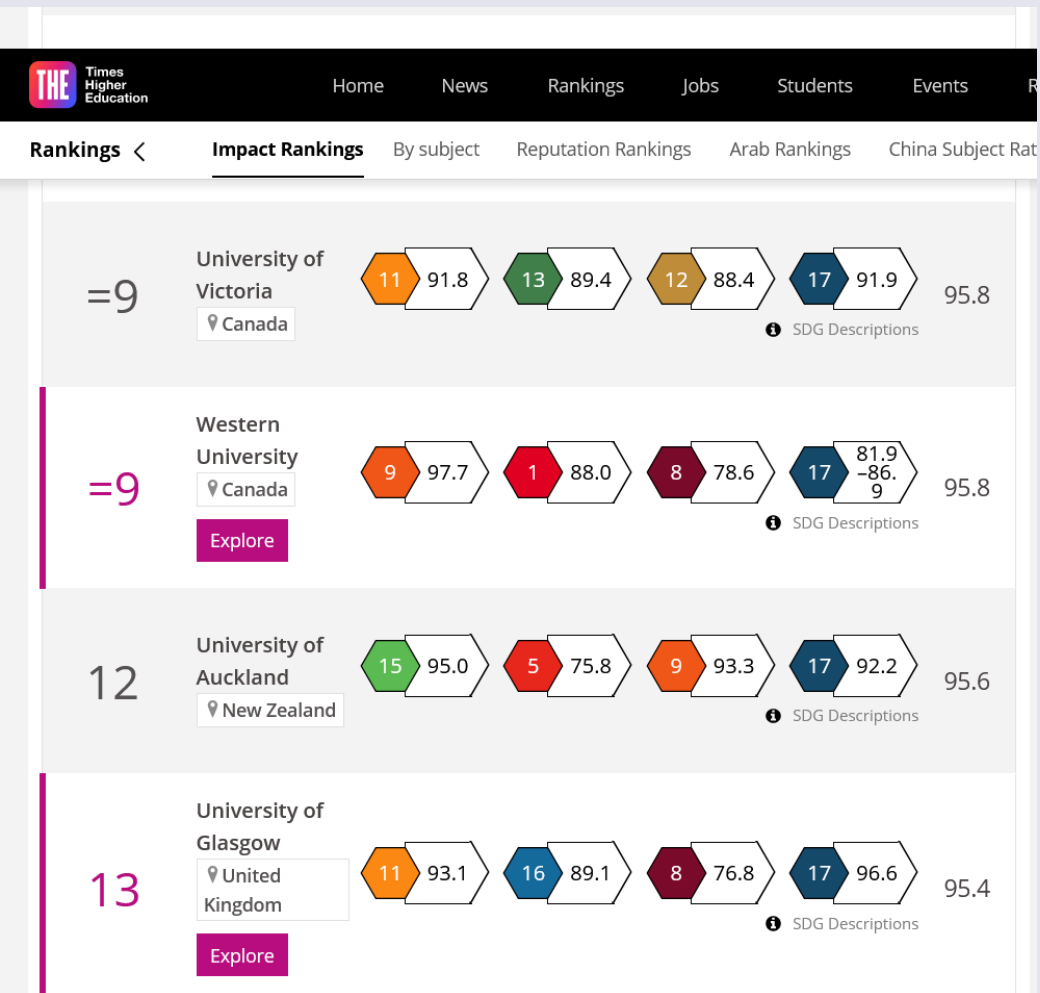 THE
Times
Higher
Education
Home News Rankings Jobs Students Events
Rankings
Impact Rankings By subject Reputation Rankings Arab Rankings China Subject Rat
=9
University of
Victoria
Canada
11 91.8 13 89.4 12 88.4 17 91.9
SDG Descriptions
95.8
=9
Western
University
Canada
Explore
9 97.7 1 88.0 8 78.6 17 81.9
–86.
9
SDG Descriptions
95.8
12
University of
Auckland
New Zealand
15 95.0 5 75.8 9 93.3 17 92.2
SDG Descriptions
95.6
13
University of
Glasgow
United
Kingdom
Explore
11 93.1 16 89.1 8 76.8 17 96.6
SDG Descriptions
95.4